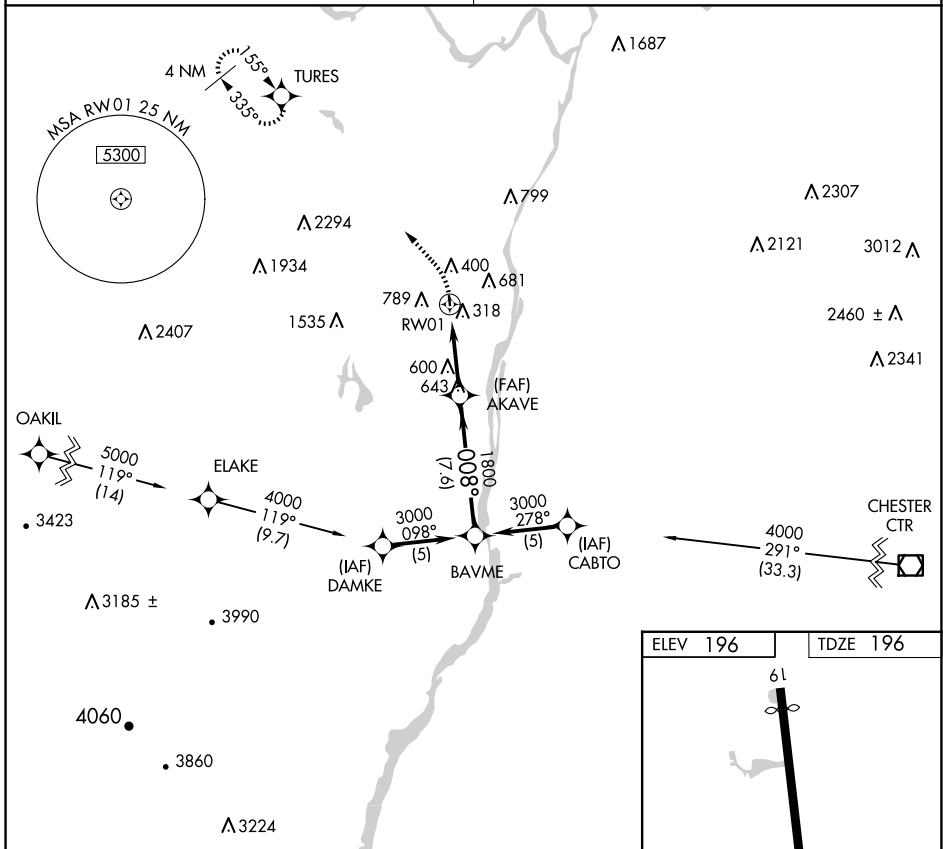 1687
4 NM
155°
335°
TURES
MSA RW01 25 NM
5300
799
2307
2294
2121
3012
1934
400
681
789
318
RW01
1535
2407
2460 ±
2341
600
643
(FAF)
AKAVE
OAKIL
5000
119°
(14)
ELAKE
4000
119°
(9.7)
1800
008°
(7.6)
3423
3000
098°
(5)
3000
278°
(5)
CHESTER
CTR
4000
291°
(33.3)
(IAF)
DAMKE
BAVME
(IAF)
CABTO
3185 ±
3990
ELEV 196
TDZE 196
19
4060
3860
3224